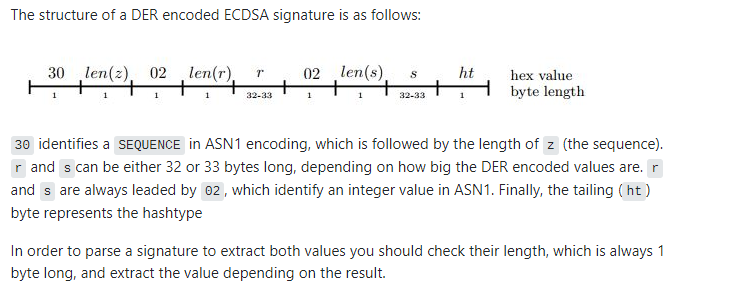 The structure of a DER encoded ECDSA signature is as follows:
30 len(z) 02 len(r) r 02 len(s) s ht hex value
1 1 1 1 32-33 1 1 32-33 1 byte length
30 identifies a SEQUENCE in ASN1 encoding, which is followed by the length of z (the sequence).
r and s can be either 32 or 33 bytes long, depending on how big the DER encoded values are. r
and s are always leaded by 02 , which identify an integer value in ASN1. Finally, the tailing ( ht )
byte represents the hashtype
In order to parse a signature to extract both values you should check their length, which is always 1
byte long, and extract the value depending on the result.